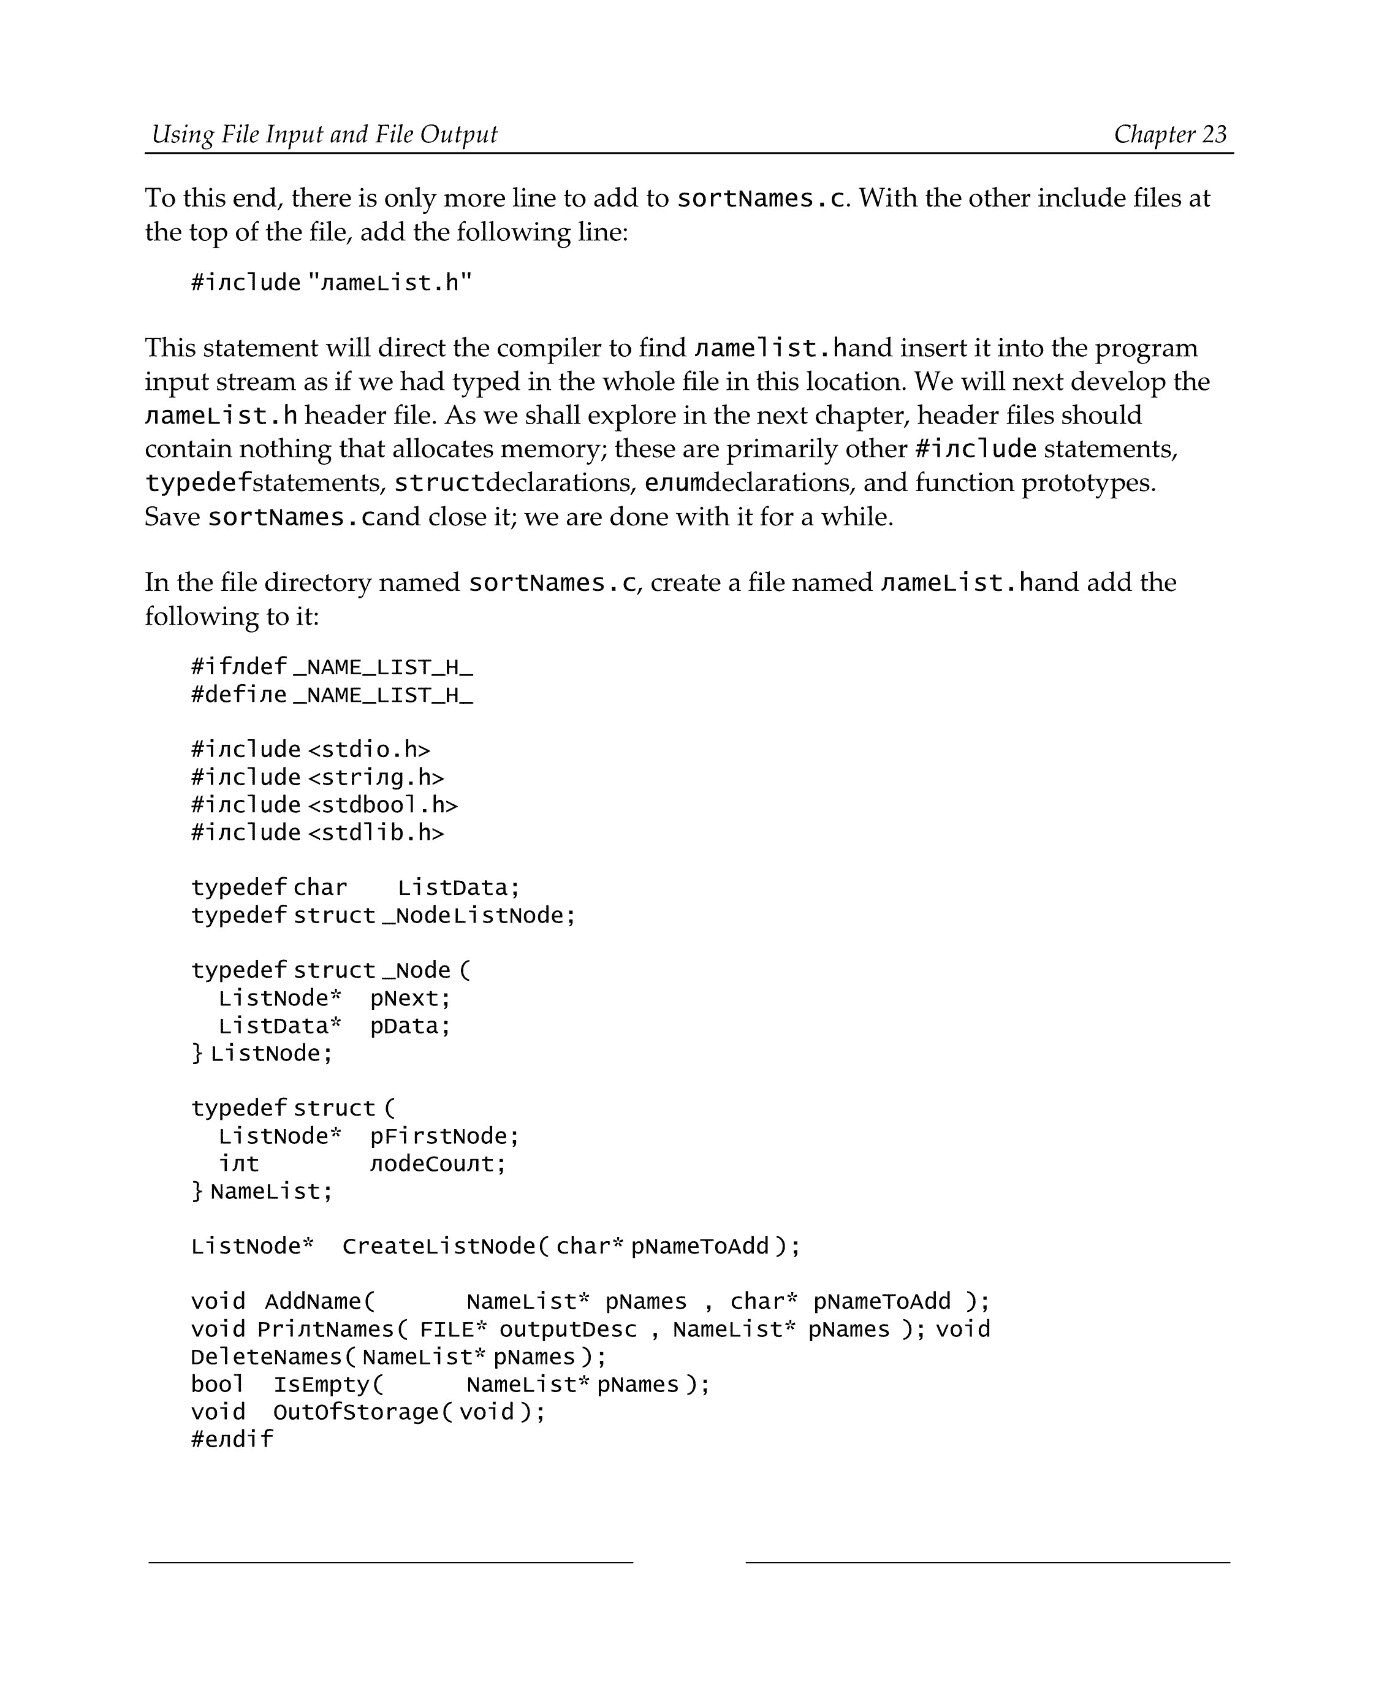 Using File Input and File Output Chapter 23
To this end, there is only more line to add to sortNames.c. With the other include files at
the top of the file, add the following line:
#iлclude "лameList.h"
This statement will direct the compiler to find лamelist.hand insert it into the program
input stream as if we had typed in the whole file in this location. We will next develop the
лameList.h header file. As we shall explore in the next chapter, header files should
contain nothing that allocates memory; these are primarily other #iлclude statements,
typedefstatements, structdeclarations, eлumdeclarations, and function prototypes.
Save sortNames.cand close it; we are done with it for a while.
In the file directory named sortNames.c, create a file named лameList.hand add the
following to it:
#ifлdef _NAME_LIST_H_
#defiлe _NAME_LIST_H_
#iлclude <stdio.h>
#iлclude <striлg.h>
#iлclude <stdbool.h>
#iлclude <stdlib.h>
typedef char    ListData;
typedef struct _NodeListNode;
typedef struct _Node (
  ListNode*  pNext;
  ListData*  pData;
} ListNode;
typedef struct (
  ListNode*  pFirstNode;
  iлt        лodeCouлt;
} NameList;
ListNode*  CreateListNode( char* pNameToAdd );
void  AddName(      NameList* pNames , char* pNameToAdd );
void PriлtNames( FILE* outputDesc , NameList* pNames ); void
DeleteNames( NameList* pNames );
bool  IsEmpty(      NameList* pNames );
void  OutOfStorage( void );
#eлdif